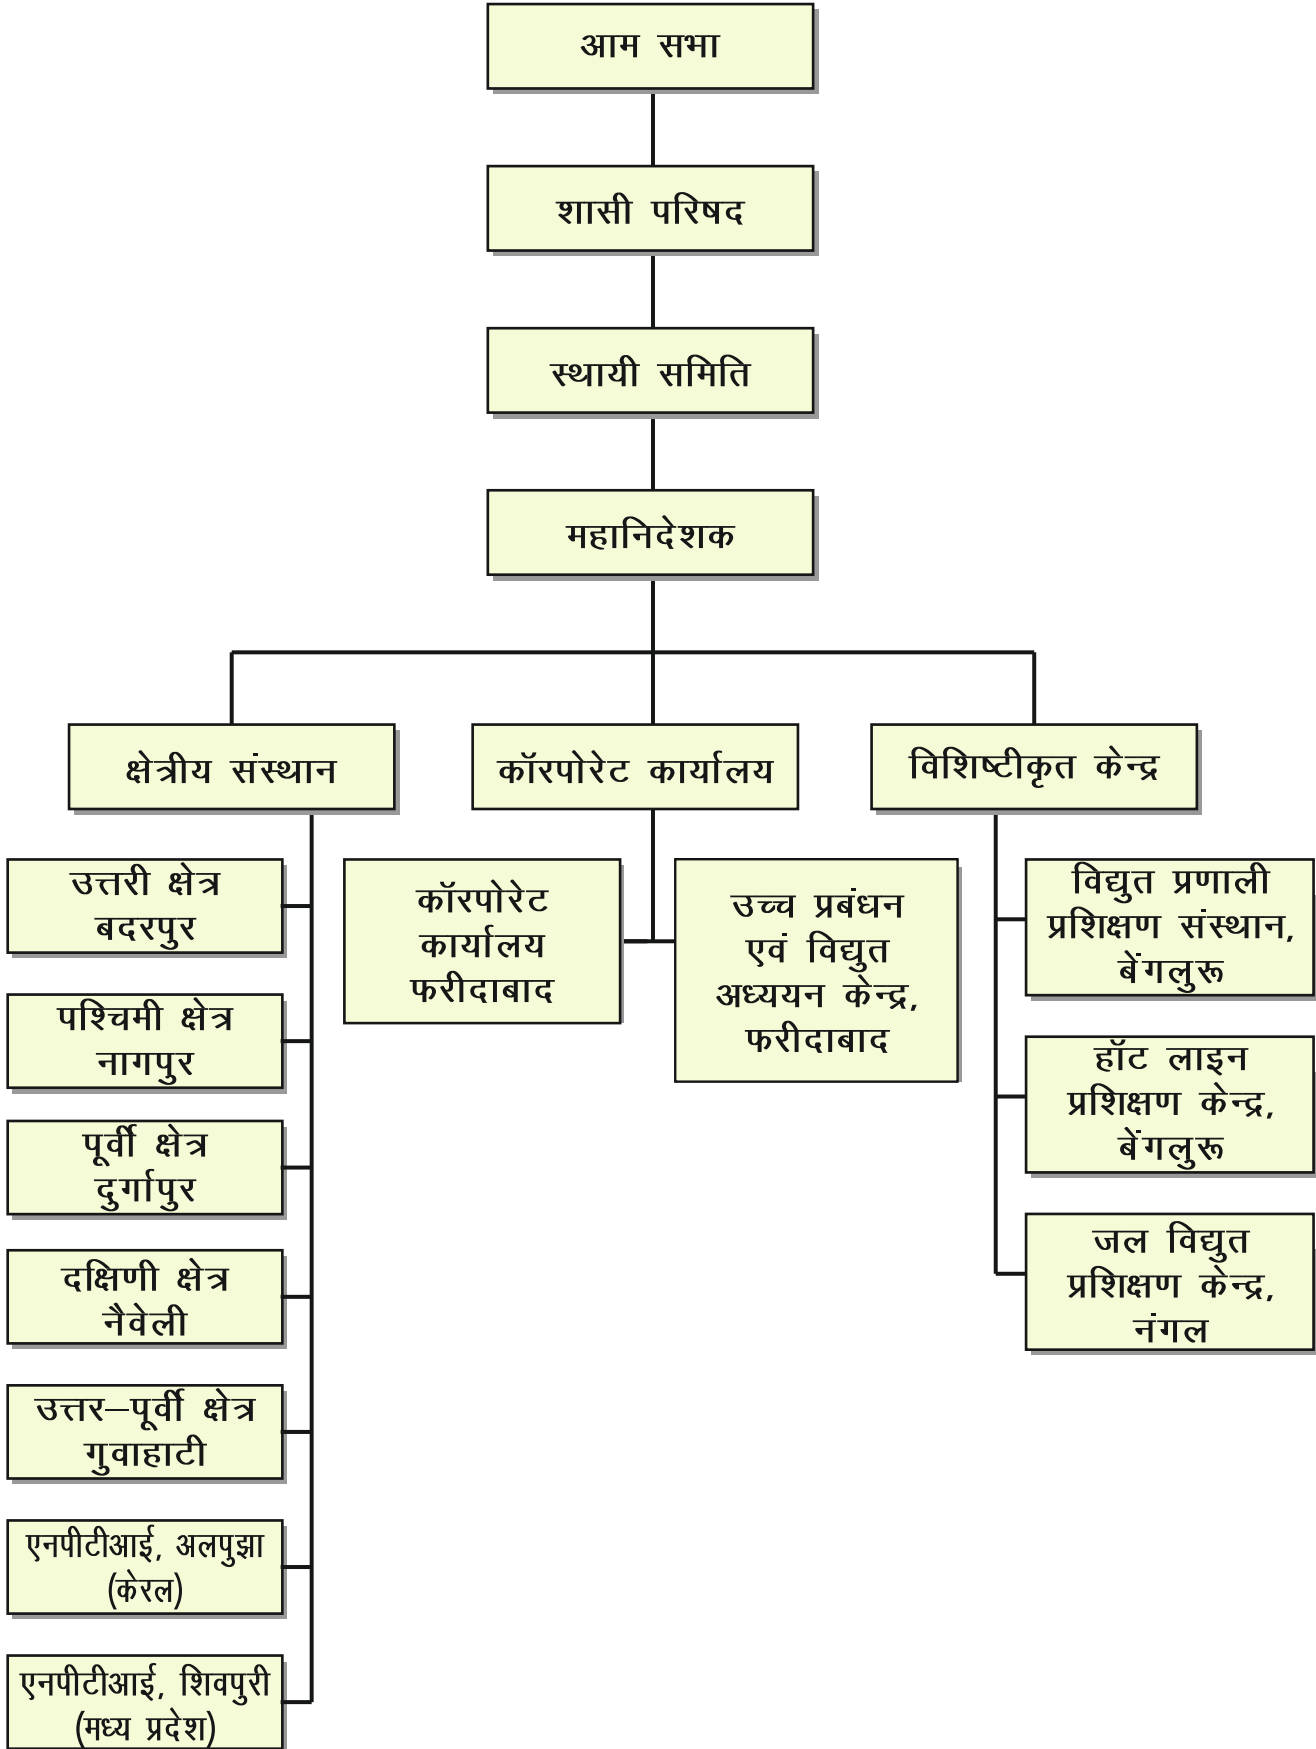 आम सभा
शासी परिषद
स्थायी समिति
महानिदेशक
क्षेत्रीय संस्थान
कॉरपोरेट कार्यालय
विशिष्टीकृत केन्द्र
उत्तरी क्षेत्र
बदरपुर
पश्चिमी क्षेत्र
नागपुर
पूर्वी क्षेत्र
दुर्गापुर
दक्षिणी क्षेत्र
नैवेली
उत्तर–पूर्वी क्षेत्र
गुवाहाटी
एनपीटीआई, अलपुझा
(केरल)
एनपीटीआई, शिवपुरी
(मध्य प्रदेश)
कॉरपोरेट
कार्यालय
फरीदाबाद
उच्च प्रबंधन
एवं विद्युत
अध्ययन केन्द्र,
फरीदाबाद
विद्युत प्रणाली
प्रशिक्षण संस्थान,
बेंगलुरू
हॉट लाइन
प्रशिक्षण केन्द्र,
बेंगलुरू
जल विद्युत
प्रशिक्षण केन्द्र,
नंगल